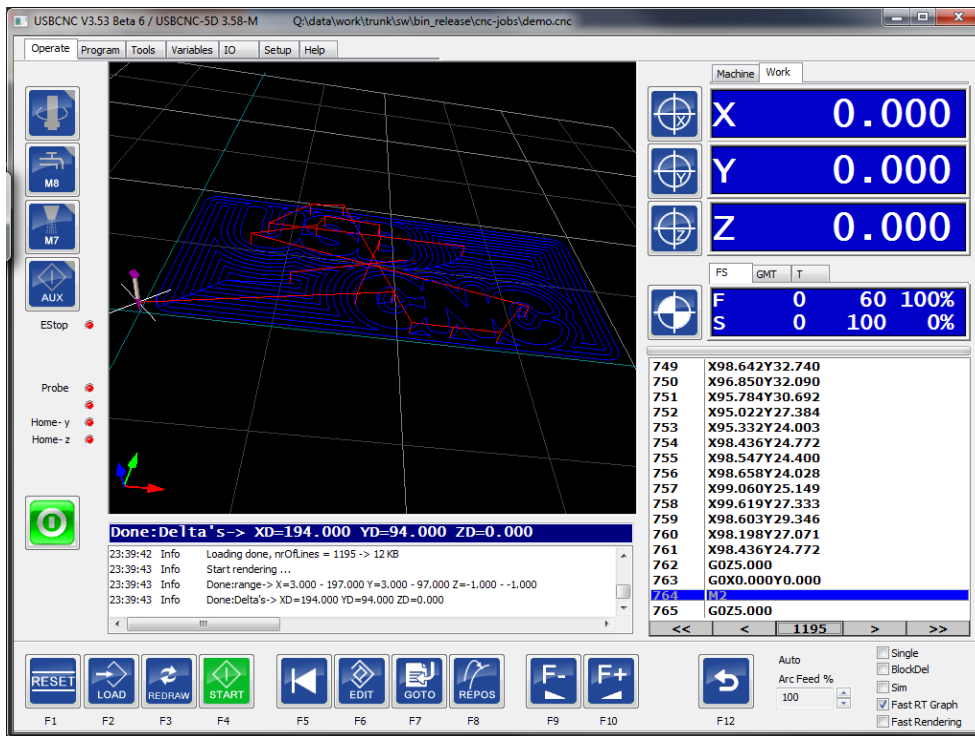 USBCNC V3.53 Beta 6 / USBCNC-5D 3.58-M Q:\data\work\trunk\sw\bin_release\cnc-jobs\demo.cnc
Operate Program Tools Variables IO Setup Help
M8
M7
AUX
EStop
Probe
Home-y
Home-z
Machine Work
X 0.000
Y 0.000
Z 0.000
FS GMT T
F 0 60 100%
S 0 100 0%
749 X98.642Y32.740
750 X96.850Y32.090
751 X95.784Y30.692
752 X95.022Y27.384
753 X95.332Y24.003
754 X98.436Y24.772
755 X98.547Y24.400
756 X98.658Y24.028
757 X99.060Y25.149
758 X99.619Y27.333
759 X98.603Y29.346
760 X98.198Y27.071
761 X98.436Y24.772
762 G0Z5.000
763 G0X0.000Y0.000
764 M2
765 G0Z5.000
<< < 1195 > >>
Done:Delta's-> XD=194.000 YD=94.000 ZD=0.000
23:39:42 Info Loading done, nrOfLines = 1195 -> 12 KB
23:39:43 Info Start rendering ...
23:39:43 Info Done:range-> X=3.000 - 197.000 Y=3.000 - 97.000 Z=-1.000 - -1.000
23:39:43 Info Done:Delta's-> XD=194.000 YD=94.000 ZD=0.000
RESET LOAD REDRAW START EDIT GOTO REPOS F- F+
F1 F2 F3 F4 F5 F6 F7 F8 F9 F10 F12
Auto
Arc Feed %
100
Single
BlockDel
Sim
Fast RT Graph
Fast Rendering